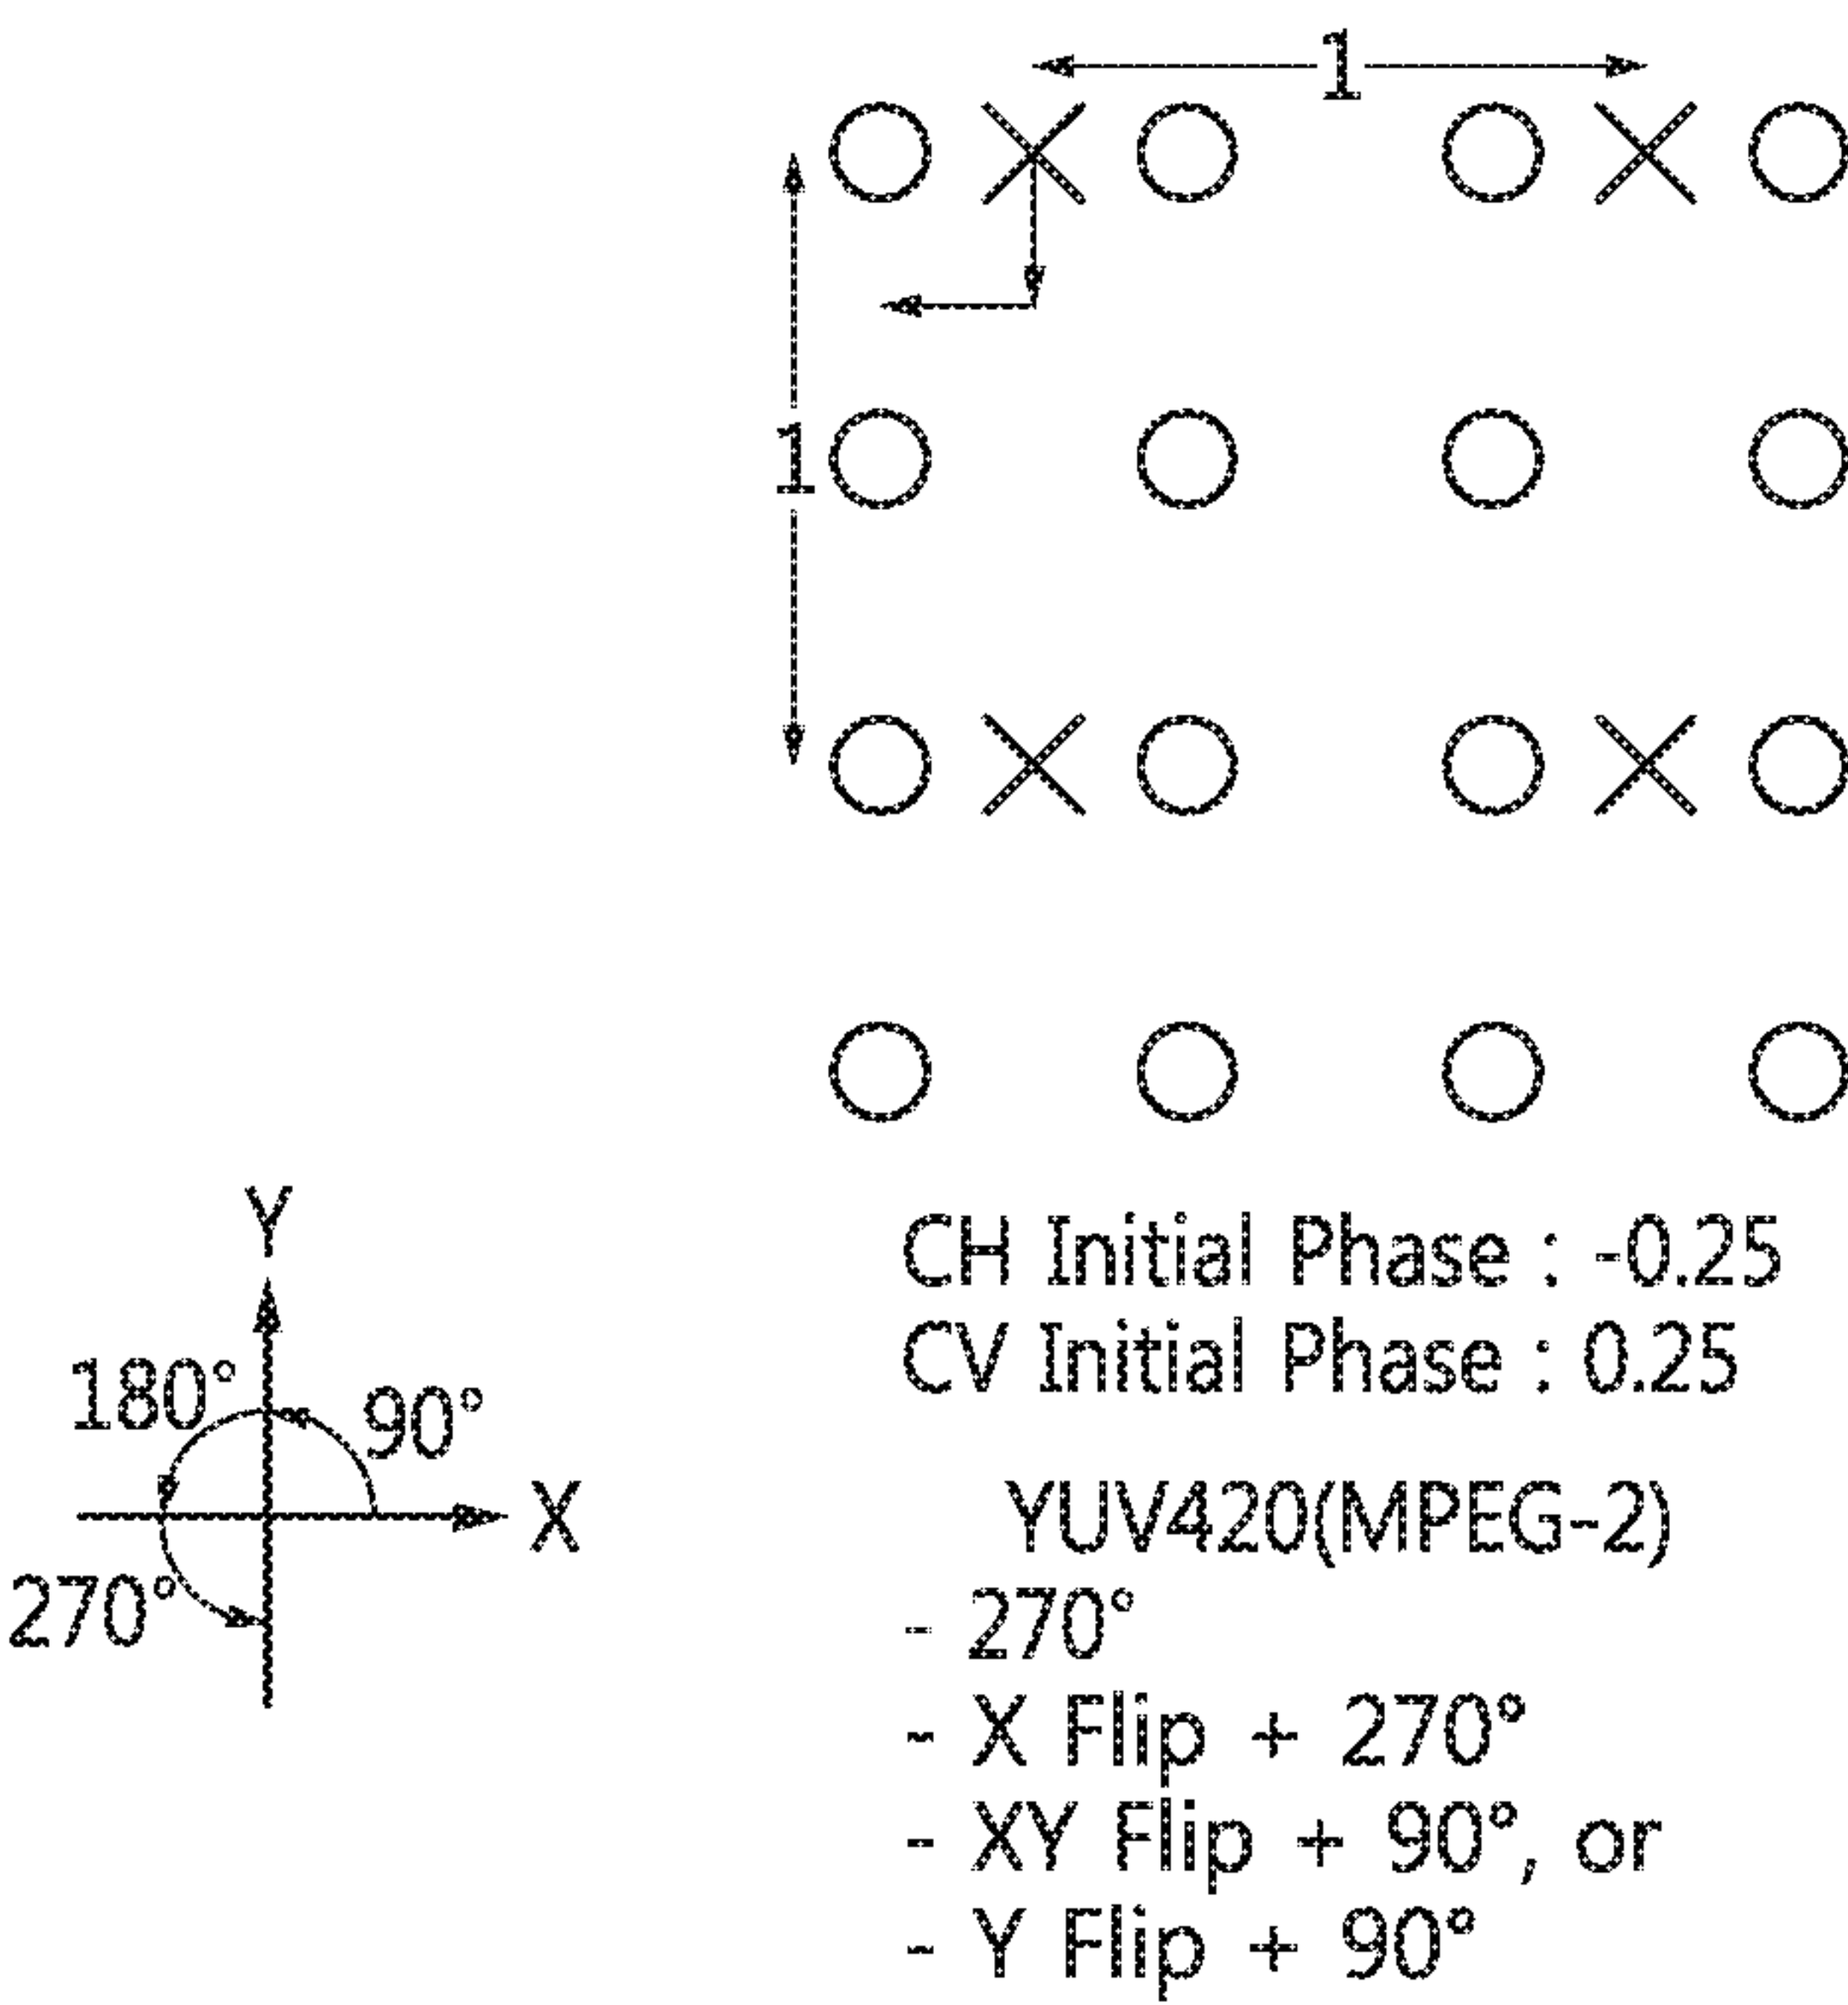 1
1
Y
180°
90°
X
270°
CH Initial Phase : -0.25
CV Initial Phase : 0.25
YUV420(MPEG-2)
- 270°
- X Flip + 270°
- XY Flip + 90°, or
- Y Flip + 90°